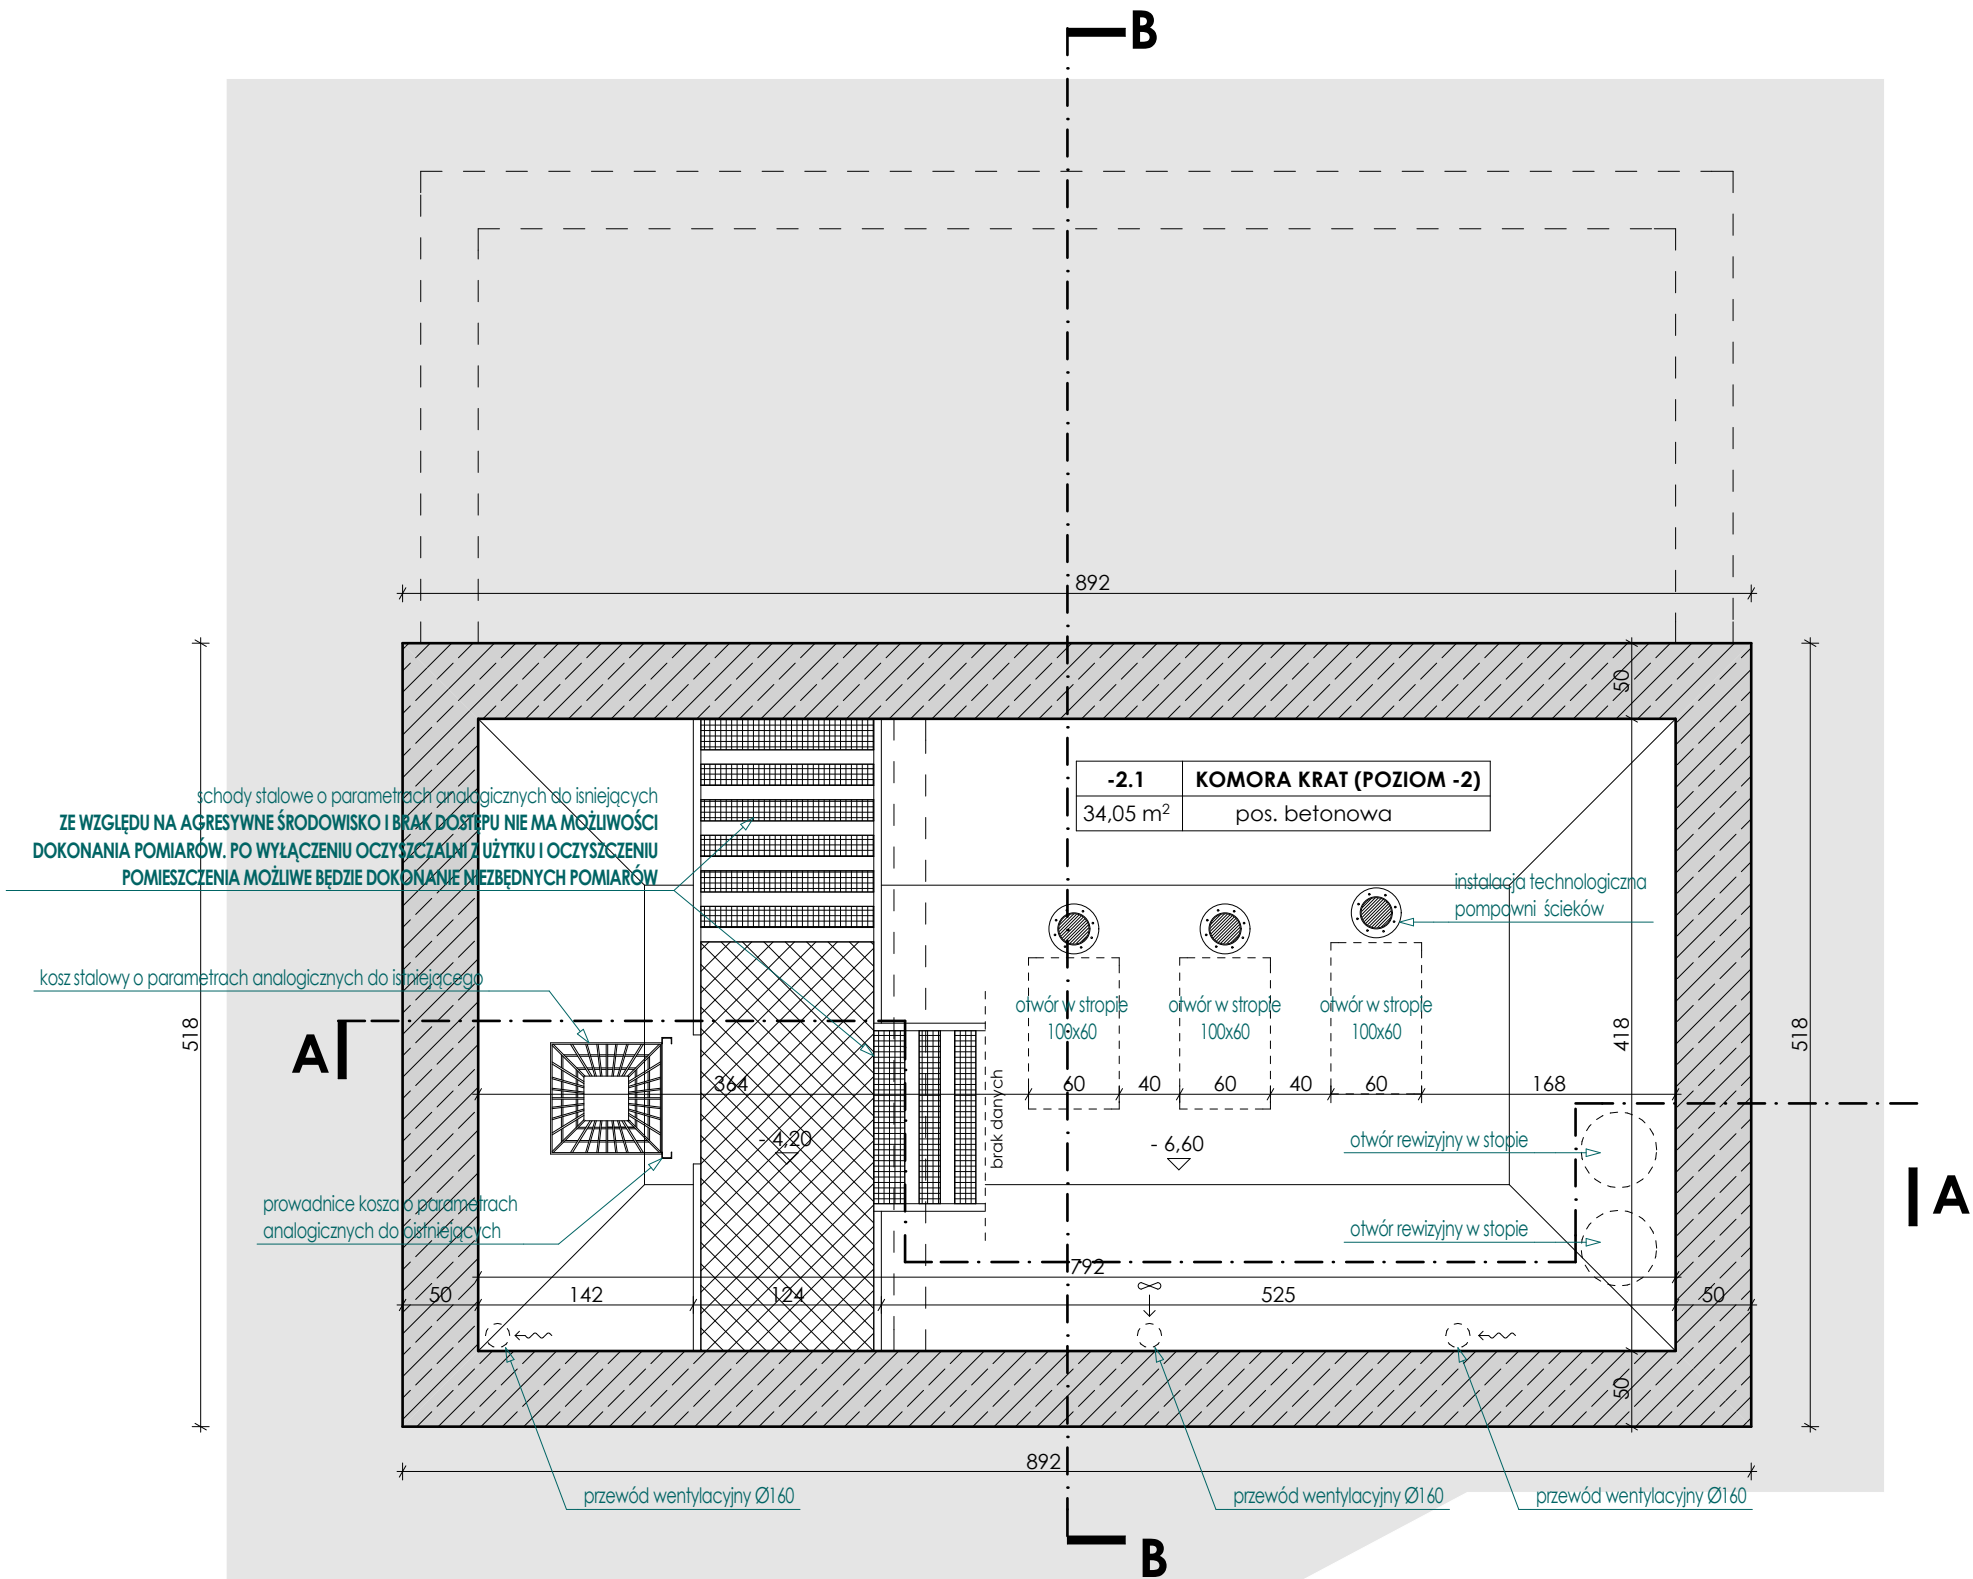 B
892
50
-2.1 KOMORA KRAT (POZIOM -2)
34,05 m² pos. betonowa
schody stalowe o parametrach analogicznych do isniejących
ZE WZGLĘDU NA AGRESYWNE ŚRODOWISKO I BRAK DOSTĘPU NIE MA MOŻLIWOŚCI
DOKONANIA POMIARÓW. PO WYŁĄCZENIU OCZYSZCZALNI Z UŻYTKU I OCZYSZCZENIU
POMIESZCZENIA MOŻLIWE BĘDZIE DOKONANIE NIEZBĘDNYCH POMIARÓW
instalacja technologiczna
pompowni ścieków
kosz stalowy o parametrach analogicznych do istniejącego
otwór w stropie
100x60
otwór w stropie
100x60
otwór w stropie
100x60
518
418
518
A
364
60
40
60
40
60
168
brak danych
- 4,20
- 6,60
otwór rewizyjny w stopie
A
prowadnice kosza o parametrach
analogicznych do oistniejących
otwór rewizyjny w stopie
792
50
142
124
525
50
50
892
przewód wentylacyjny Ø160
przewód wentylacyjny Ø160
przewód wentylacyjny Ø160
B